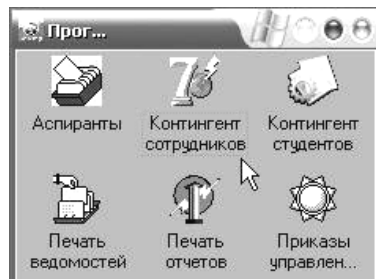 Прог...
Аспиранты
Контингент
сотрудников
Контингент
студентов
Печать
ведомостей
Печать
отчетов
Приказы
управлен...